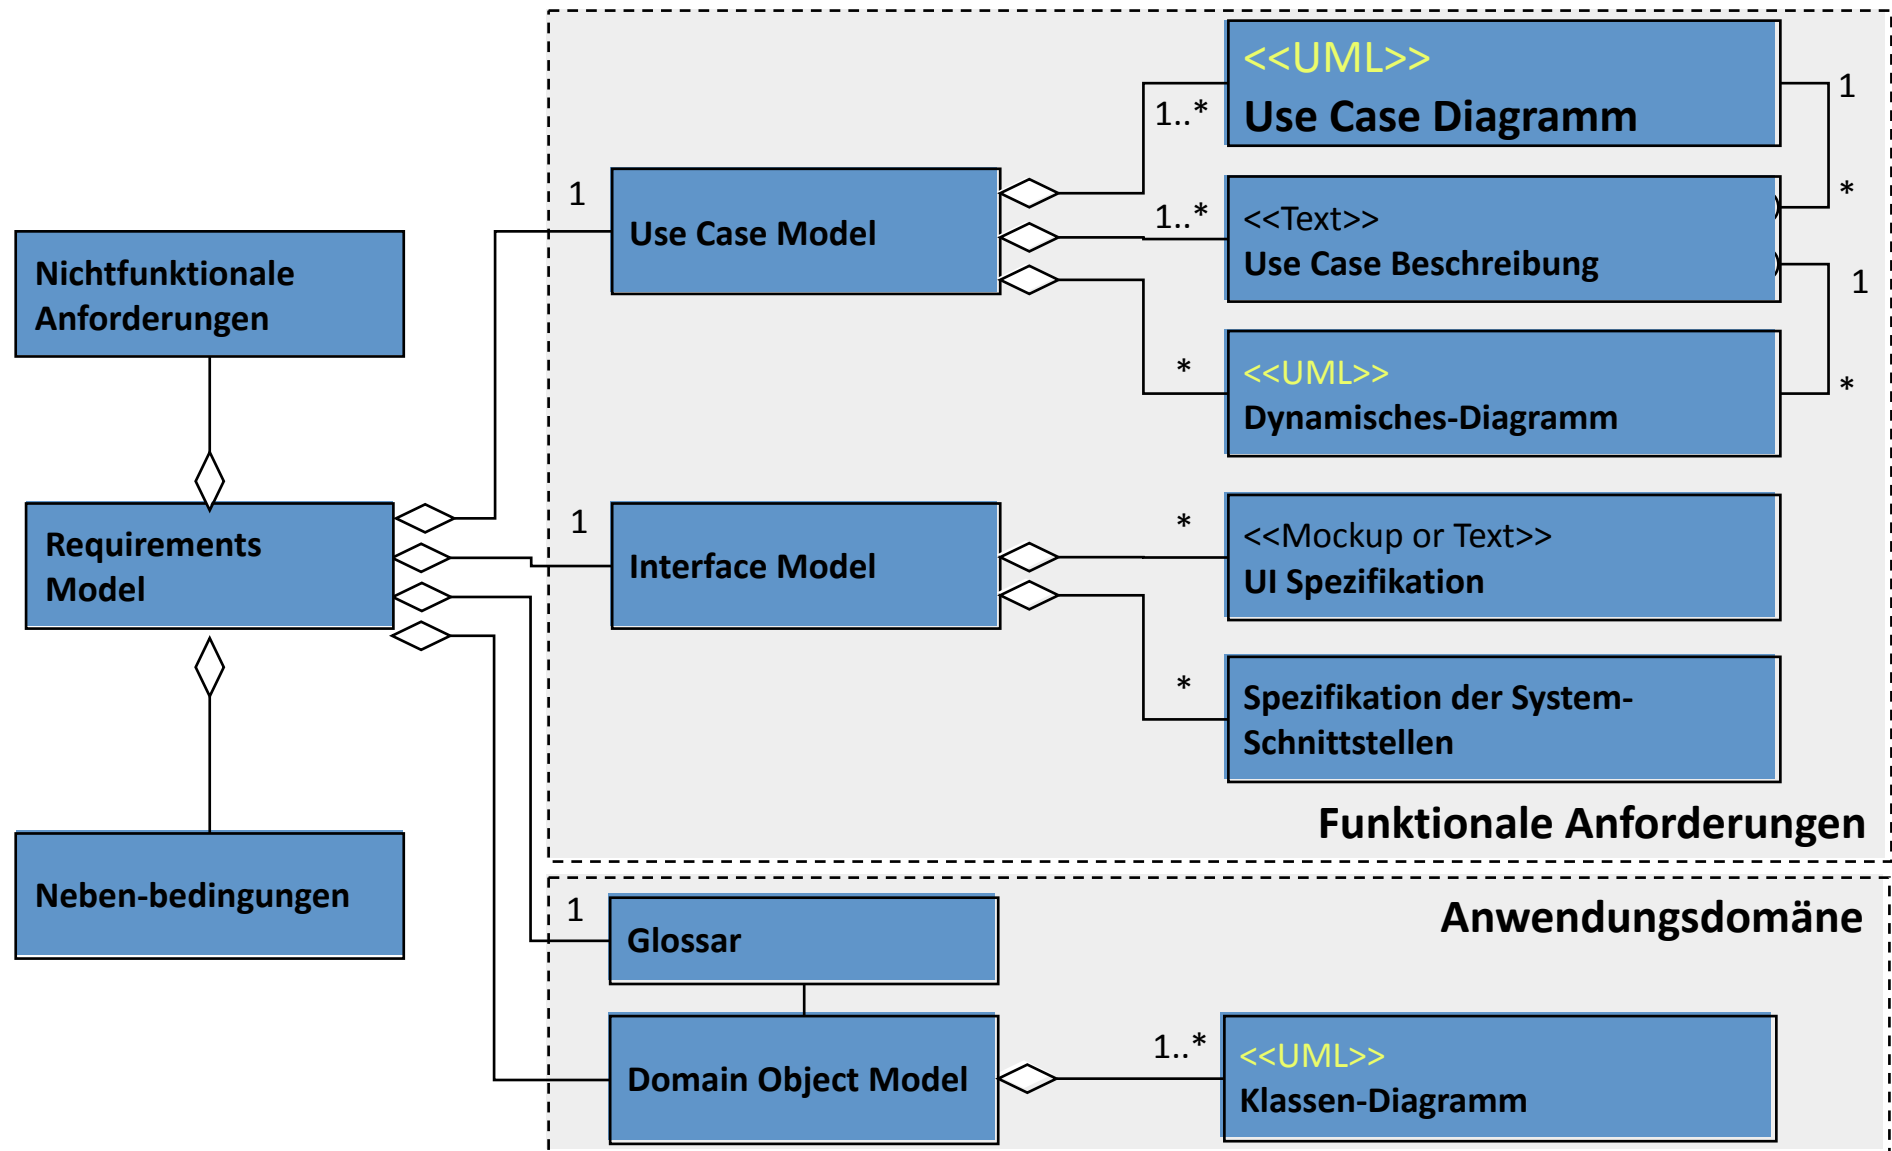 <<UML>>
Use Case Diagramm
1..*
1
1
Use Case Model
1..*
<<Text>>
Use Case Beschreibung
*
1
Nichtfunktionale
Anforderungen
*
<<UML>>
Dynamisches-Diagramm
*
Requirements
Model
1
Interface Model
*
<<Mockup or Text>>
UI Spezifikation
*
Spezifikation der System-
Schnittstellen
Funktionale Anforderungen
Neben-bedingungen
1
Glossar
Anwendungsdomäne
Domain Object Model
1..*
<<UML>>
Klassen-Diagramm